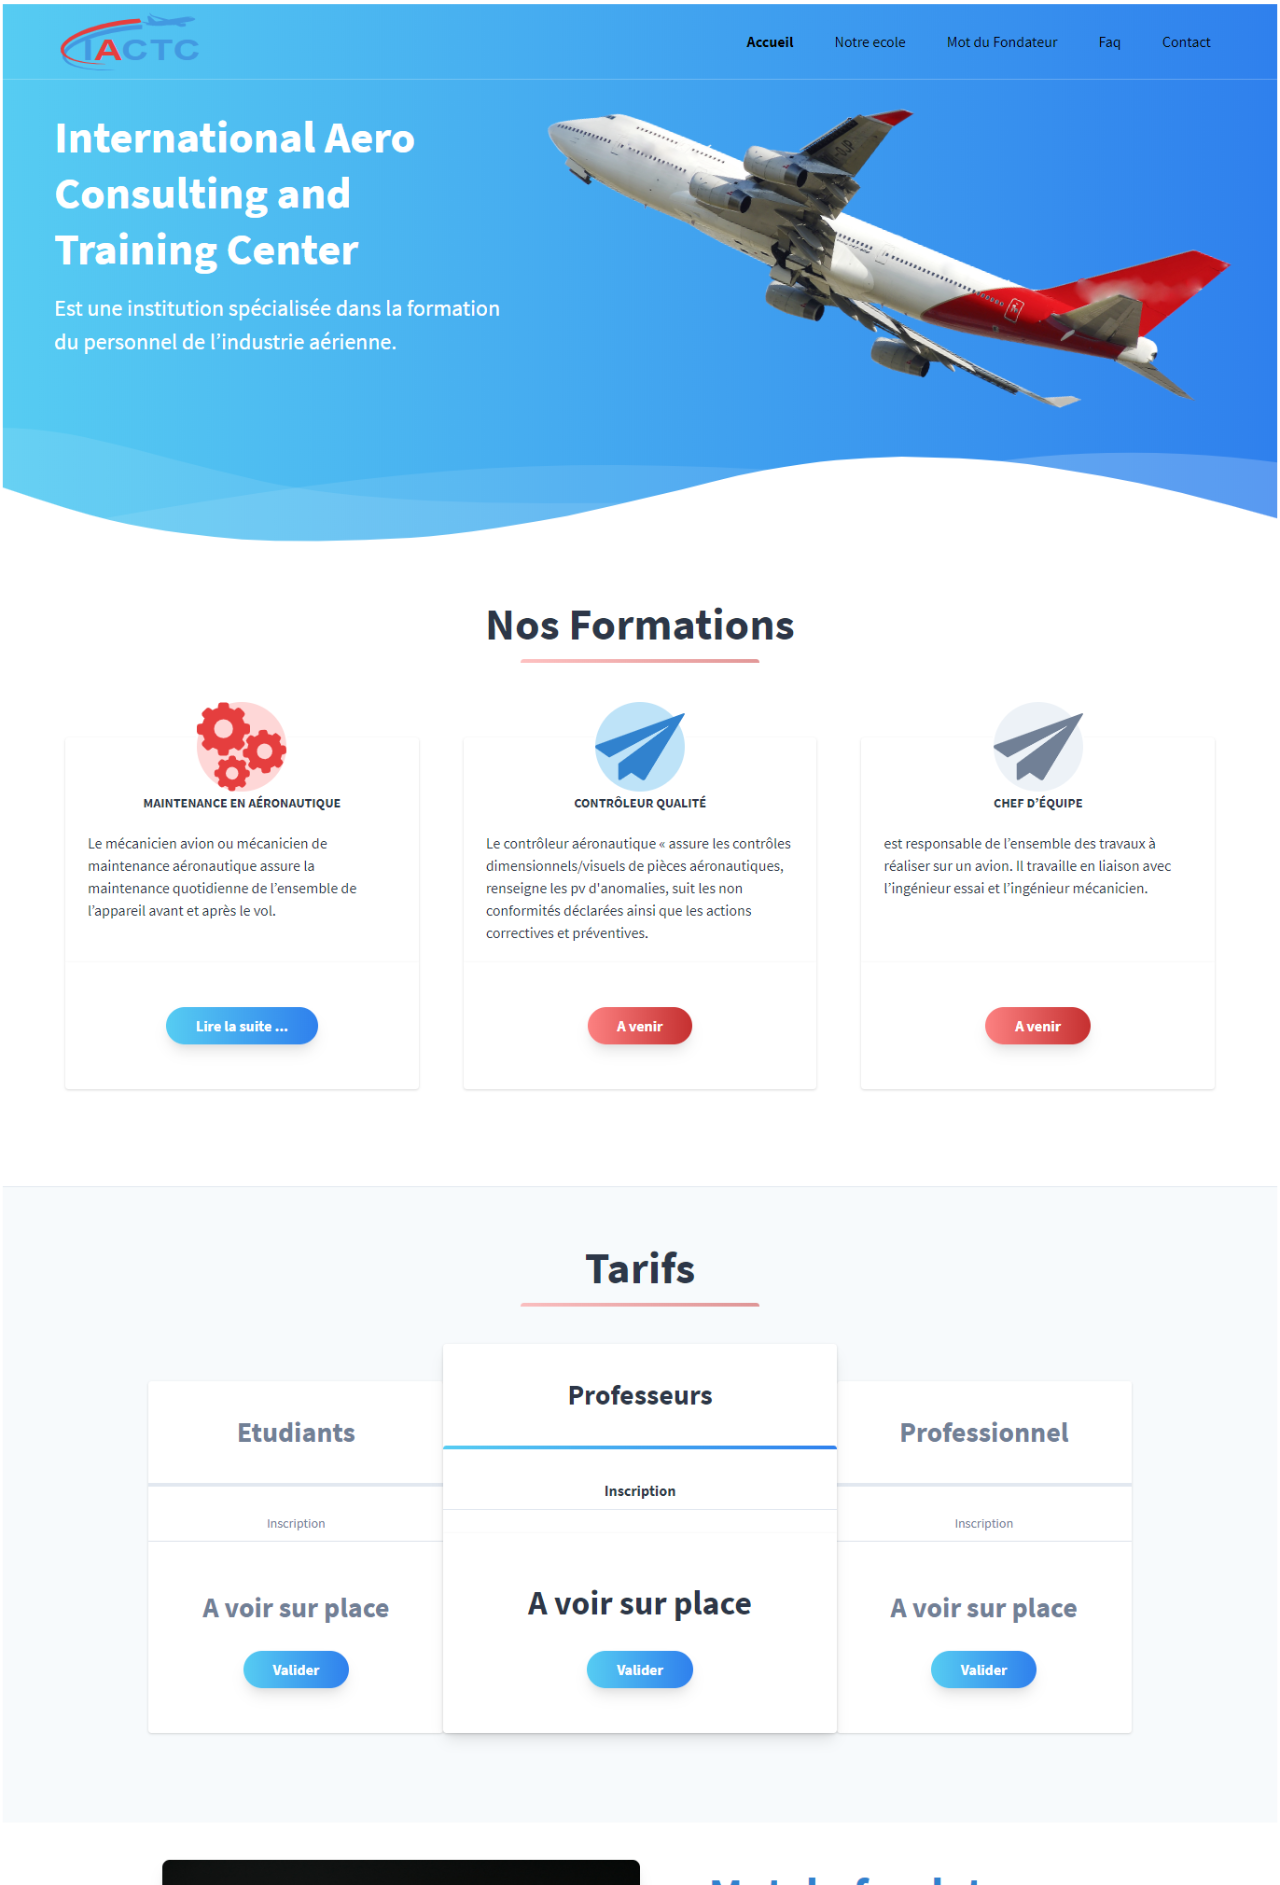 IACTC
Accueil
Notre ecole
Mot du Fondateur
Faq
Contact
International Aero
Consulting and
Training Center
Est une institution spécialisée dans la formation
du personnel de l’industrie aérienne.
Nos Formations
MAINTENANCE EN AÉRONAUTIQUE
Le mécanicien avion ou mécanicien de
maintenance aéronautique assure la
maintenance quotidienne de l’ensemble de
l’appareil avant et après le vol.
Lire la suite ...
CONTRÔLEUR QUALITÉ
Le contrôleur aéronautique « assure les contrôles
dimensionnels/visuels de pièces aéronautiques,
renseigne les pv d'anomalies, suit les non
conformités déclarées ainsi que les actions
correctives et préventives.
A venir
CHEF D’ÉQUIPE
est responsable de l’ensemble des travaux à
réaliser sur un avion. Il travaille en liaison avec
l’ingénieur essai et l’ingénieur mécanicien.
A venir
Tarifs
Etudiants
Inscription
A voir sur place
Valider
Professeurs
Inscription
A voir sur place
Valider
Professionnel
Inscription
A voir sur place
Valider